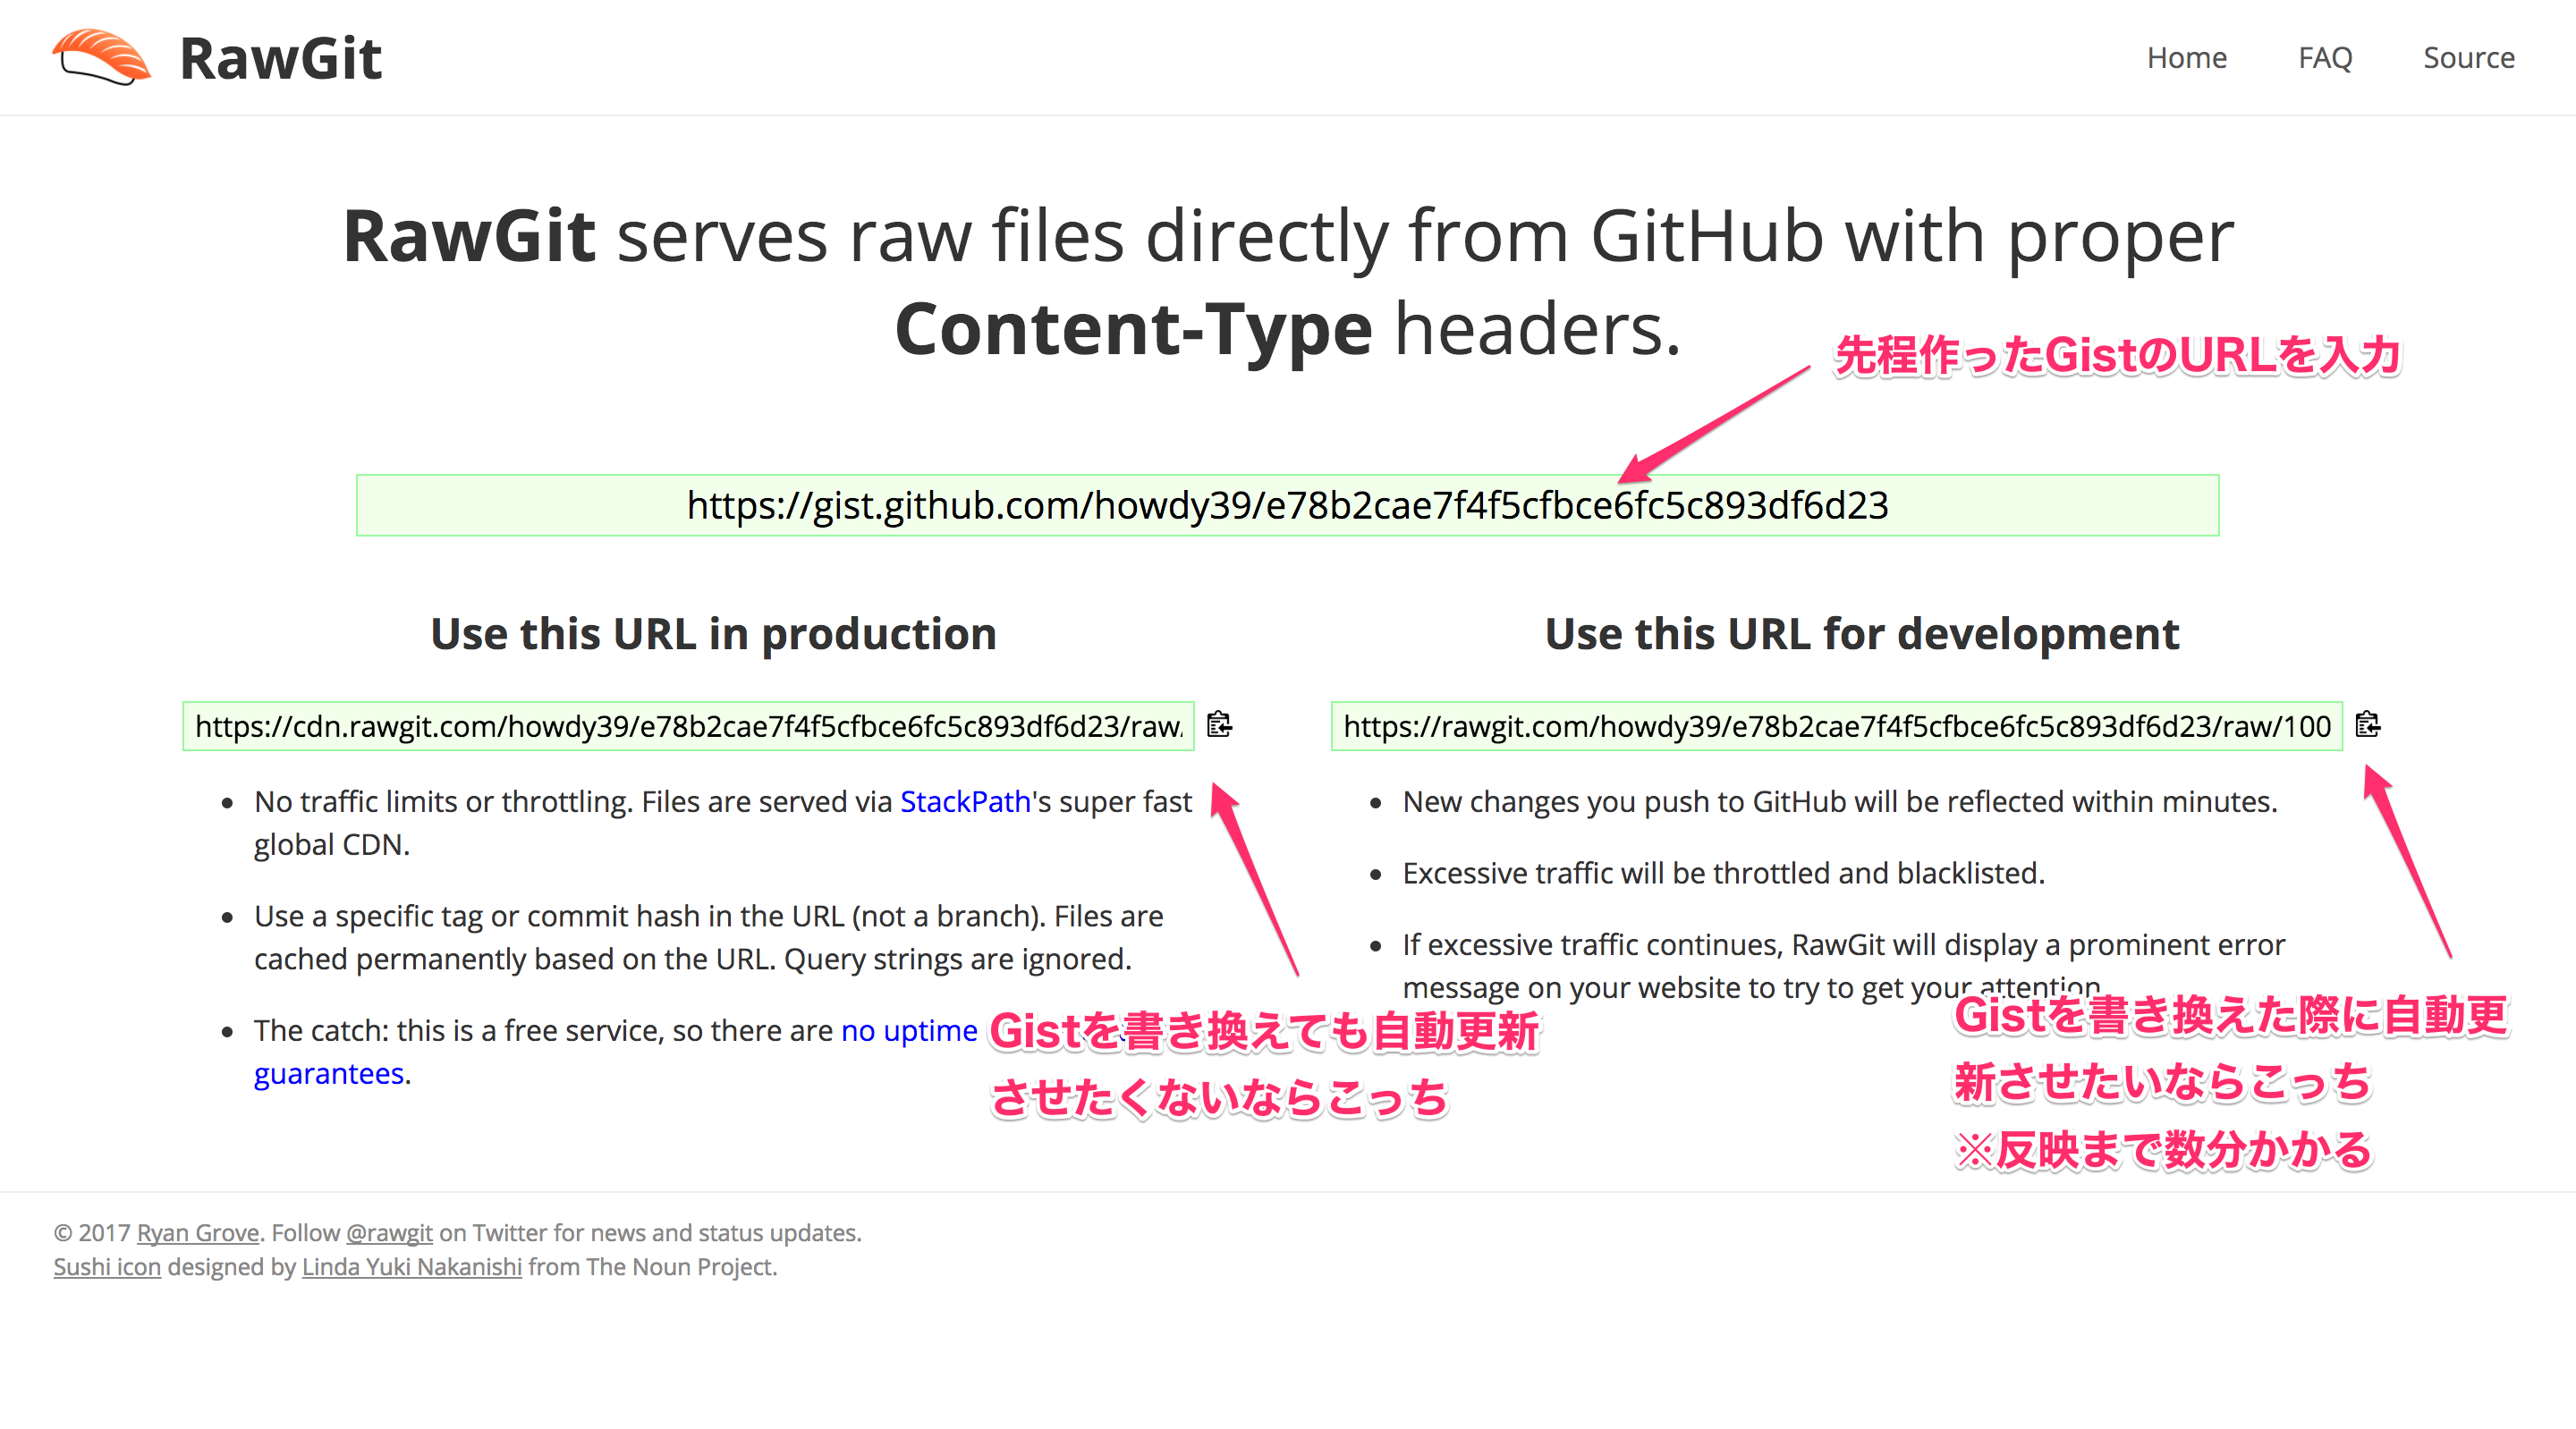 RawGit
Home FAQ Source
RawGit serves raw files directly from GitHub with proper
Content-Type headers.
先程作ったGistのURLを入力
https://gist.github.com/howdy39/e78b2cae7f4f5cfbce6fc5c893df6d23
Use this URL in production
https://cdn.rawgit.com/howdy39/e78b2cae7f4f5cfbce6fc5c893df6d23/raw/
No traffic limits or throttling. Files are served via StackPath's super fast
global CDN.
Use a specific tag or commit hash in the URL (not a branch). Files are
cached permanently based on the URL. Query strings are ignored.
The catch: this is a free service, so there are no uptime
guarantees.
Gistを書き換えても自動更新
させたくないならこっち
Use this URL for development
https://rawgit.com/howdy39/e78b2cae7f4f5cfbce6fc5c893df6d23/raw/100
New changes you push to GitHub will be reflected within minutes.
Excessive traffic will be throttled and blacklisted.
If excessive traffic continues, RawGit will display a prominent error
message on your website to try to get your attention.
Gistを書き換えた際に自動更
新させたいならこっち
※反映まで数分かかる
© 2017 Ryan Grove. Follow @rawgit on Twitter for news and status updates.
Sushi icon designed by Linda Yuki Nakanishi from The Noun Project.